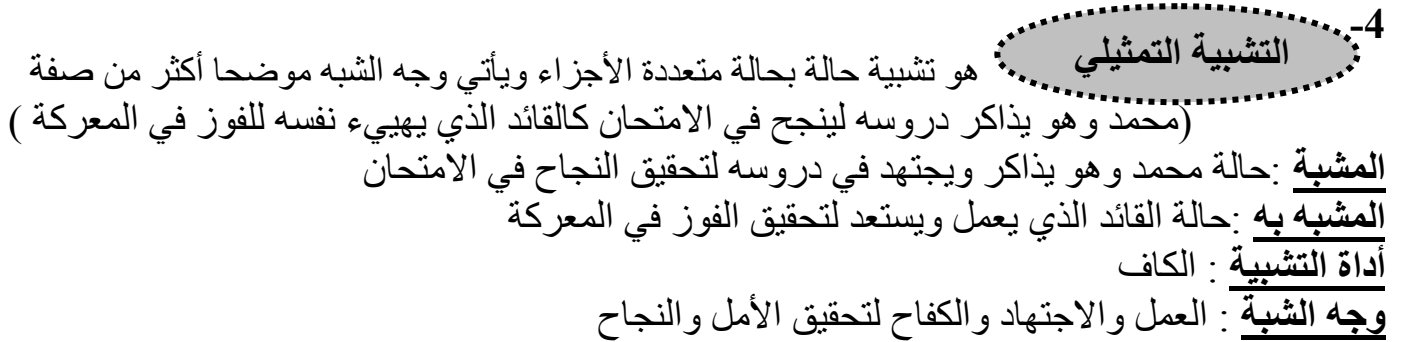 4-
التشبية التمثيلي
هو تشبية حالة بحالة متعددة الأجزاء ويأتي وجه الشبه موضحا أكثر من صفة
(محمد وهو يذاكر دروسه لينجح في الامتحان كالقائد الذي يهييء نفسه للفوز في المعركة )
المشبة :حالة محمد وهو يذاكر ويجتهد في دروسه لتحقيق النجاح في الامتحان
المشبه به :حالة القائد الذي يعمل ويستعد لتحقيق الفوز في المعركة
أداة التشبية : الكاف
وجه الشبة : العمل والاجتهاد والكفاح لتحقيق الأمل والنجاح